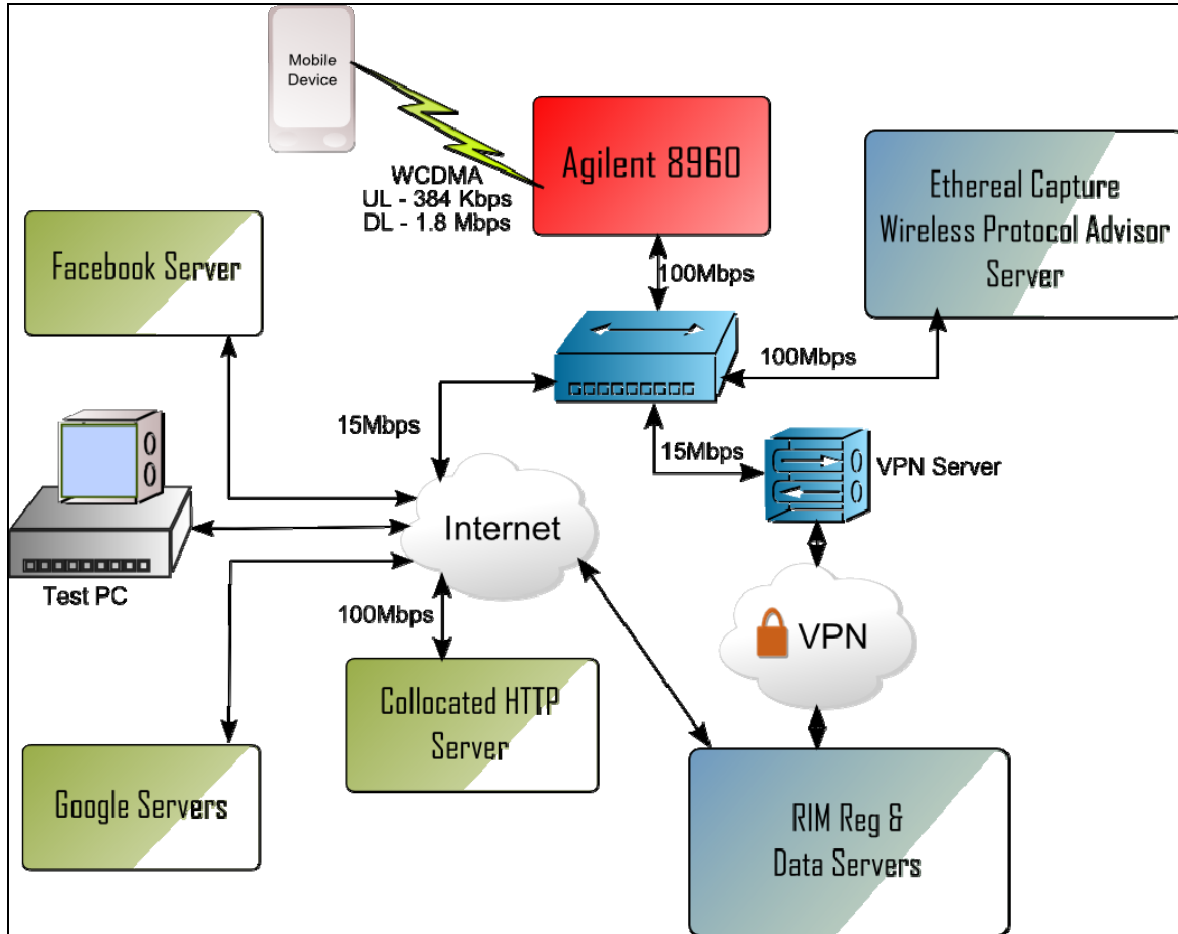 Mobile
Device
Agilent 8960
WCDMA
UL - 384 Kbps
DL - 1.8 Mbps
Ethereal Capture
Wireless Protocol Advisor
Server
Facebook Server
100Mbps
100Mbps
15Mbps
15Mbps
VPN Server
Internet
Test PC
100Mbps
VPN
Collocated HTTP
Server
Google Servers
RIM Reg &
Data Servers